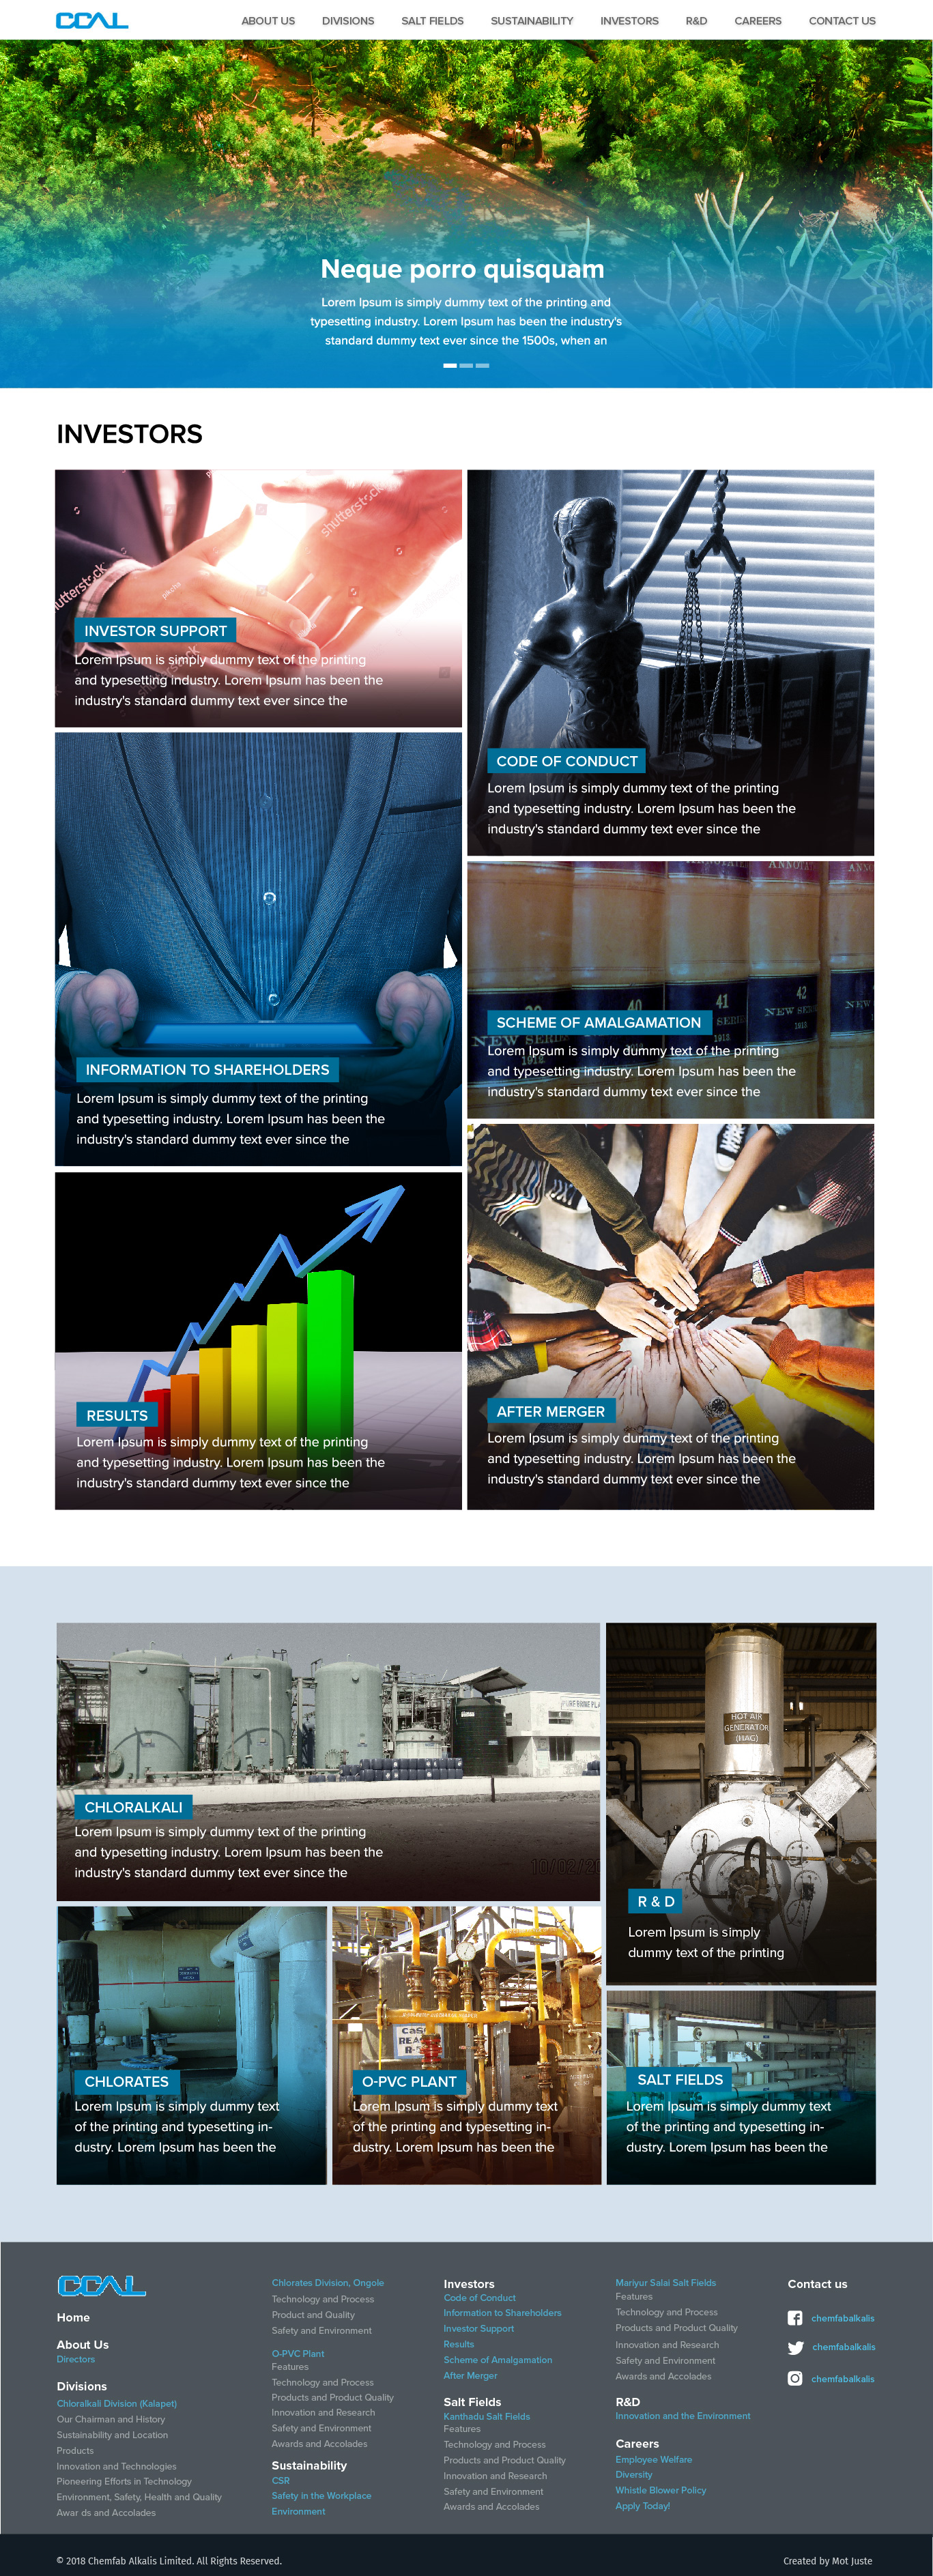 CCAL
ABOUT US DIVISIONS SALT FIELDS SUSTAINABILITY INVESTORS R&D CAREERS CONTACT US
Neque porro quisquam
Lorem Ipsum is simply dummy text of the printing and
typesetting industry. Lorem Ipsum has been the industry's
standard dummy text ever since the 1500s, when an
INVESTORS
shutterstock
INVESTOR SUPPORT
Lorem Ipsum is simply dummy text of the printing
and typesetting industry. Lorem Ipsum has been the
industry's standard dummy text ever since the
CODE OF CONDUCT
Lorem Ipsum is simply dummy text of the printing
and typesetting industry. Lorem Ipsum has been the
industry's standard dummy text ever since the
INFORMATION TO SHAREHOLDERS
Lorem Ipsum is simply dummy text of the printing
and typesetting industry. Lorem Ipsum has been the
industry's standard dummy text ever since the
40 41 42
NEW SERIES
1913
SCHEME OF AMALGAMATION
Lorem Ipsum is simply dummy text of the printing
and typesetting industry. Lorem Ipsum has been the
industry's standard dummy text ever since the
RESULTS
Lorem Ipsum is simply dummy text of the printing
and typesetting industry. Lorem Ipsum has been the
industry's standard dummy text ever since the
AFTER MERGER
Lorem Ipsum is simply dummy text of the printing
and typesetting industry. Lorem Ipsum has been the
industry's standard dummy text ever since the
CHLORALKALI
Lorem Ipsum is simply dummy text of the printing
and typesetting industry. Lorem Ipsum has been the
industry's standard dummy text ever since the
HOT AIR
GENERATOR
(HAG)
R & D
Lorem Ipsum is simply
dummy text of the printing
CHLORATES
Lorem Ipsum is simply dummy text
of the printing and typesetting in-
dustry. Lorem Ipsum has been the
O-PVC PLANT
Lorem Ipsum is simply dummy text
of the printing and typesetting in-
dustry. Lorem Ipsum has been the
SALT FIELDS
Lorem Ipsum is simply dummy text
of the printing and typesetting in-
dustry. Lorem Ipsum has been the
CCAL
Home
About Us
Directors
Divisions
Chloralkali Division (Kalapet)
Our Chairman and History
Sustainability and Location
Products
Innovation and Technologies
Pioneering Efforts in Technology
Environment, Safety, Health and Quality
Awar ds and Accolades
Chlorates Division, Ongole
Technology and Process
Product and Quality
Safety and Environment
O-PVC Plant
Features
Technology and Process
Products and Product Quality
Innovation and Research
Safety and Environment
Awards and Accolades
Sustainability
CSR
Safety in the Workplace
Environment
Investors
Code of Conduct
Information to Shareholders
Investor Support
Results
Scheme of Amalgamation
After Merger
Salt Fields
Kanthadu Salt Fields
Features
Technology and Process
Products and Product Quality
Innovation and Research
Safety and Environment
Awards and Accolades
Mariyur Salai Salt Fields
Features
Technology and Process
Products and Product Quality
Innovation and Research
Safety and Environment
Awards and Accolades
R&D
Innovation and the Environment
Careers
Employee Welfare
Diversity
Whistle Blower Policy
Apply Today!
Contact us
chemfabalkalis
chemfabalkalis
chemfabalkalis
© 2018 Chemfab Alkalis Limited. All Rights Reserved.
Created by Mot Juste